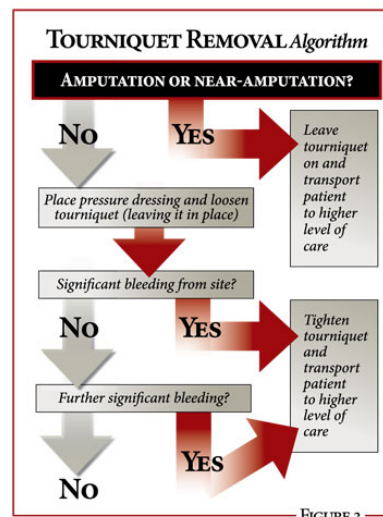 TOURNIQUET REMOVAL Algorithm
AMPUTATION OR NEAR-AMPUTATION?
NO
YES
Leave
tourniquet
on and
transport
patient
to higher
level of
care
Place pressure dressing and loosen
tourniquet (leaving it in place)
Significant bleeding from site?
NO
YES
Tighten
tourniquet
and
transport
patient
to higher
level of
care
Further significant bleeding?
NO
YES